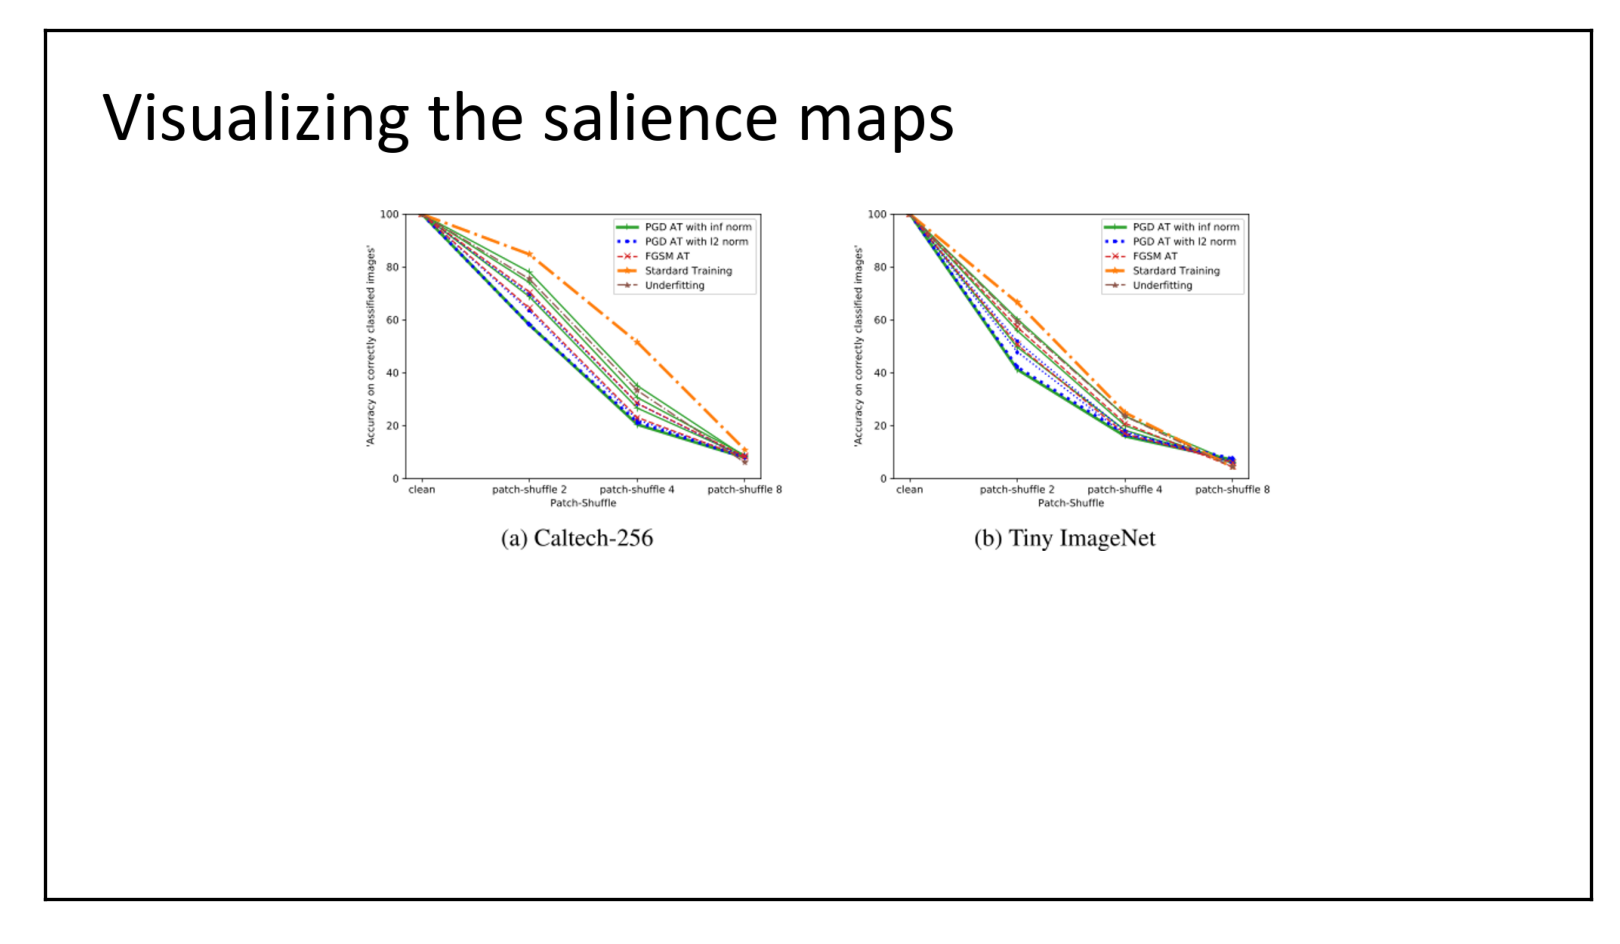 Visualizing the salience maps
'Accuracy on correctly classified images'
100
80
60
40
20
0
PGD AT with inf norm
PGD AT with l2 norm
FGSM AT
Stardard Training
Underfitting
clean patch-shuffle 2 patch-shuffle 4 patch-shuffle 8
Patch-Shuffle
(a) Caltech-256
'Accuracy on correctly classified images'
100
80
60
40
20
0
PGD AT with inf norm
PGD AT with l2 norm
FGSM AT
Stardard Training
Underfitting
clean patch-shuffle 2 patch-shuffle 4 patch-shuffle 8
Patch-Shuffle
(b) Tiny ImageNet